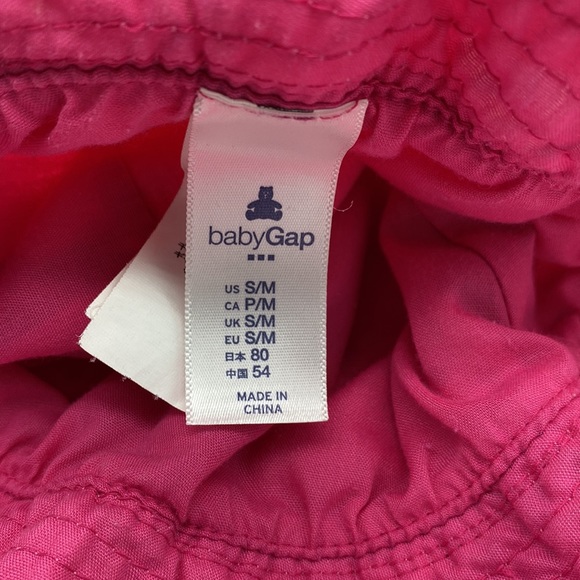 babyGap
US S/M
CA P/M
UK S/M
EU S/M
日本 80
中国 54
MADE IN
CHINA